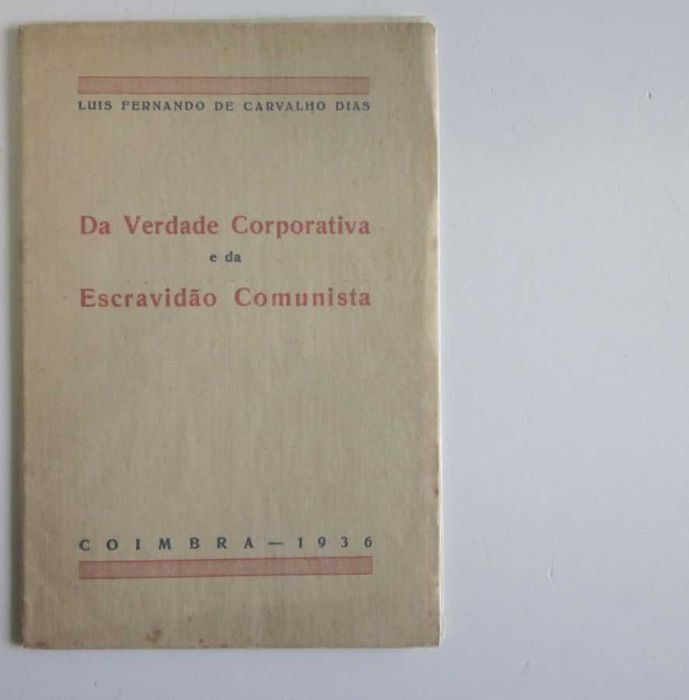 LUIS FERNANDO DE CARVALHO DIAS
Da Verdade Corporativa
e da
Escravidão Comunista
COIMBRA — 1936